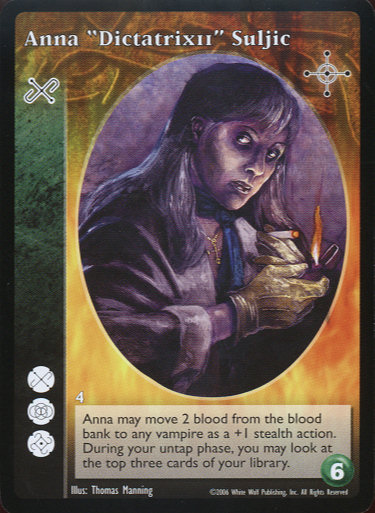 Anna "Dictatrix11" Suljic
4
Anna may move 2 blood from the blood
bank to any vampire as a +1 stealth action.
During your untap phase, you may look at
the top three cards of your library.
6
Illus: Thomas Manning
©2006 White Wolf Publishing, Inc. All Rights Reserved